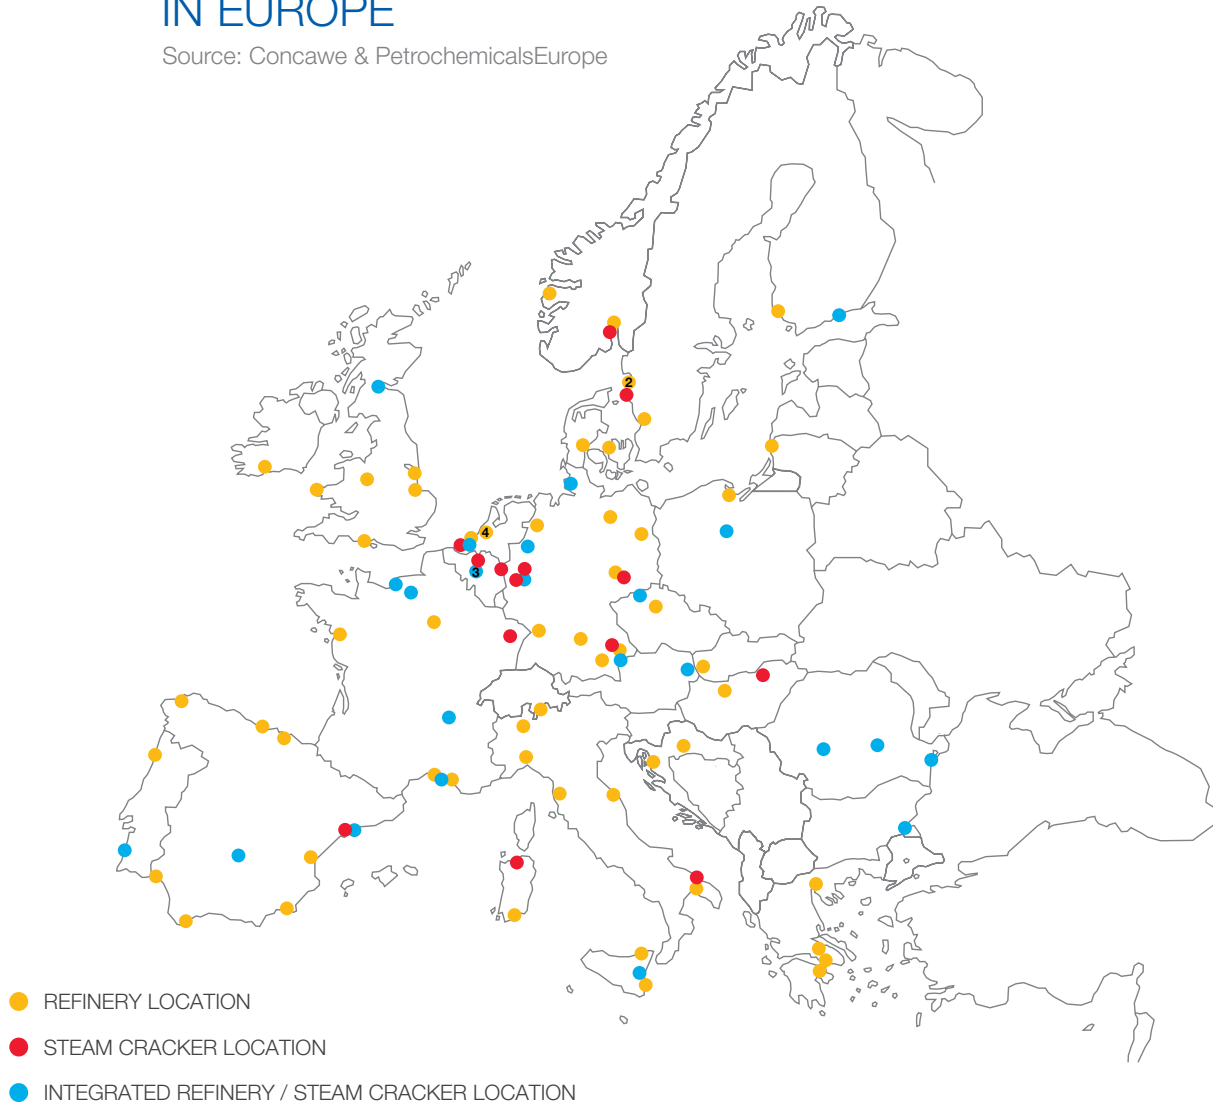 IN EUROPE
Source: Concawe & PetrochemicalsEurope
2
4
3
REFINERY LOCATION
STEAM CRACKER LOCATION
INTEGRATED REFINERY / STEAM CRACKER LOCATION